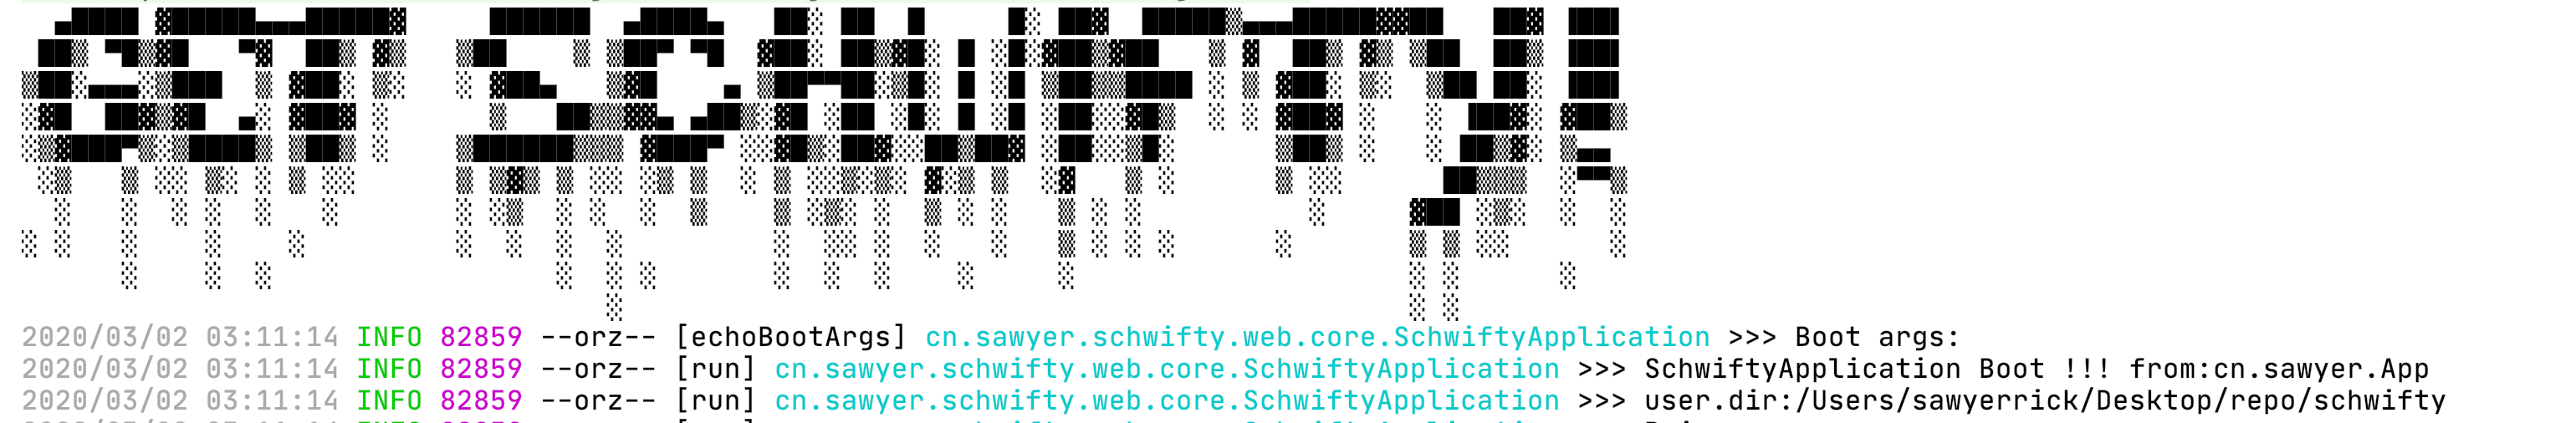 GET SCHWIFTY!
2020/03/02 03:11:14 INFO 82859 --orz-- [echoBootArgs] cn.sawyer.schwifty.web.core.SchwiftyApplication >>> Boot args:
2020/03/02 03:11:14 INFO 82859 --orz-- [run] cn.sawyer.schwifty.web.core.SchwiftyApplication >>> SchwiftyApplication Boot !!! from:cn.sawyer.App
2020/03/02 03:11:14 INFO 82859 --orz-- [run] cn.sawyer.schwifty.web.core.SchwiftyApplication >>> user.dir:/Users/sawyerrick/Desktop/repo/schwifty